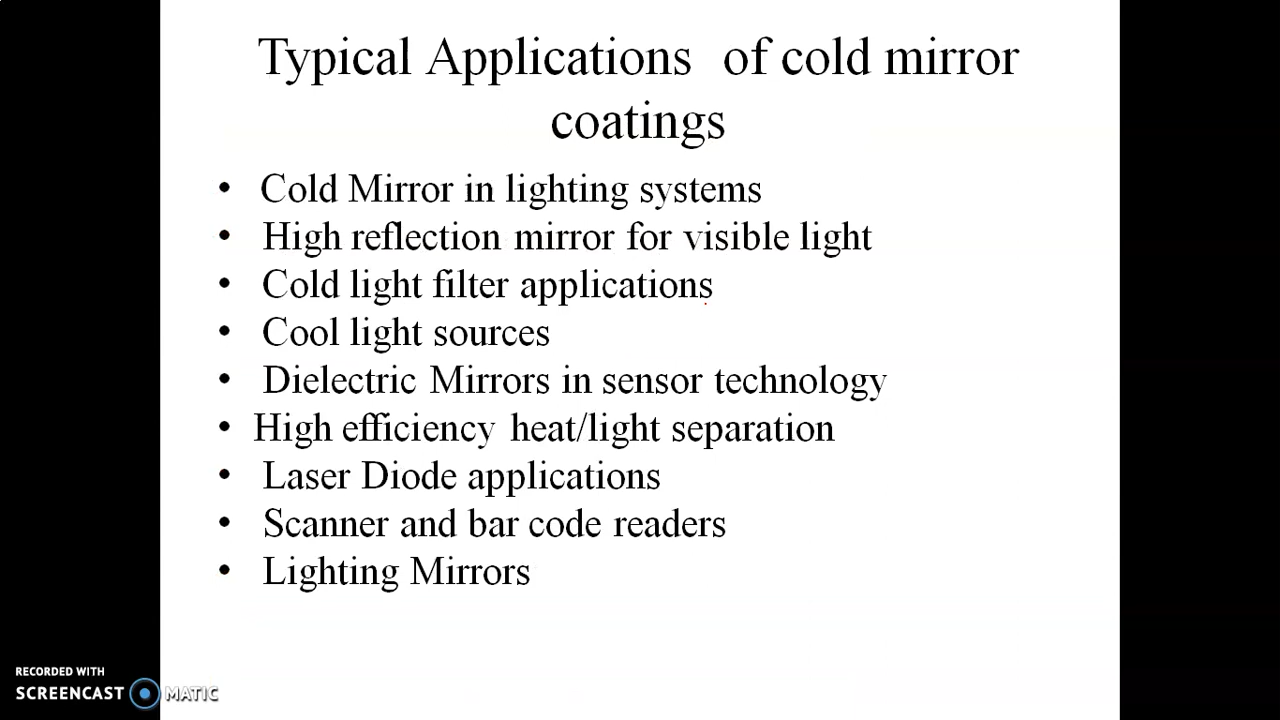 Typical Applications of cold mirror
coatings
• Cold Mirror in lighting systems
• High reflection mirror for visible light
• Cold light filter applications
• Cool light sources
• Dielectric Mirrors in sensor technology
• High efficiency heat/light separation
• Laser Diode applications
• Scanner and bar code readers
• Lighting Mirrors
RECORDED WITH
SCREENCAST MATIC